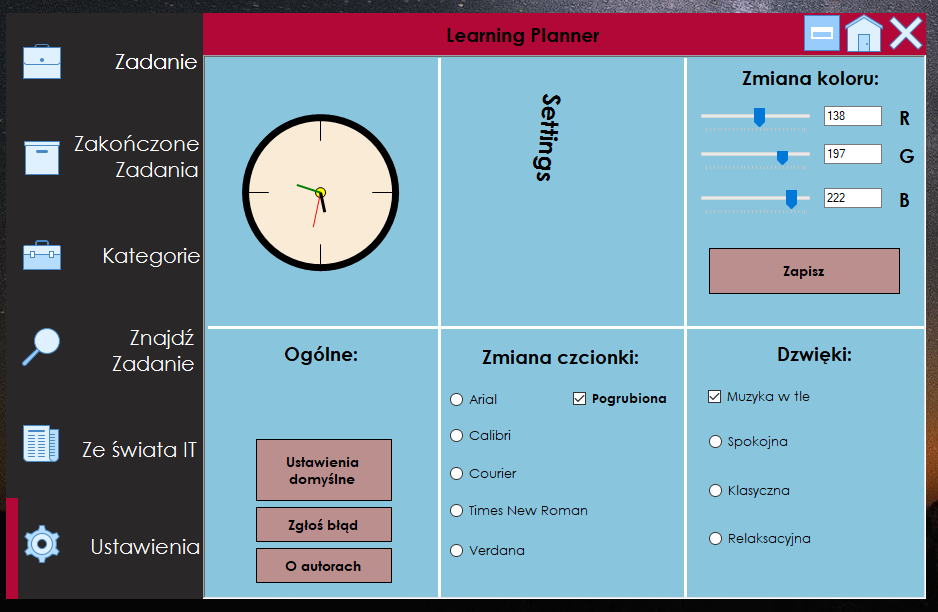 Learning Planner
Zadanie
Zakończone
Zadania
Kategorie
Znajdź
Zadanie
Ze świata IT
Ustawienia
Settings
Zmiana koloru:
138 R
197 G
222 B
Zapisz
Ogólne:
Ustawienia
domyślne
Zgłoś błąd
O autorach
Zmiana czcionki:
Arial
Pogrubiona
Calibri
Courier
Times New Roman
Verdana
Dzwięki:
Muzyka w tle
Spokojna
Klasyczna
Relaksacyjna